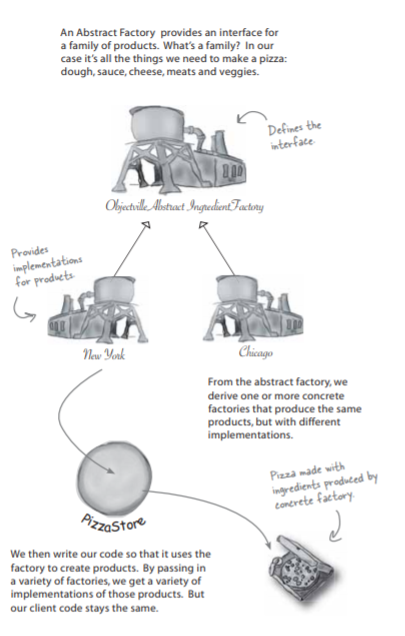 An Abstract Factory provides an interface for
a family of products. What's a family? In our
case it's all the things we need to make a pizza:
dough, sauce, cheese, meats and veggies.
Defines the
interface.
Objectville Abstract Ingredient Factory
Provides
implementations
for products.
New York
Chicago
From the abstract factory, we
derive one or more concrete
factories that produce the same
products, but with different
implementations.
Pizza made with
ingredients produced by
concrete factory.
PizzaStore
We then write our code so that it uses the
factory to create products. By passing in
a variety of factories, we get a variety of
implementations of those products. But
our client code stays the same.